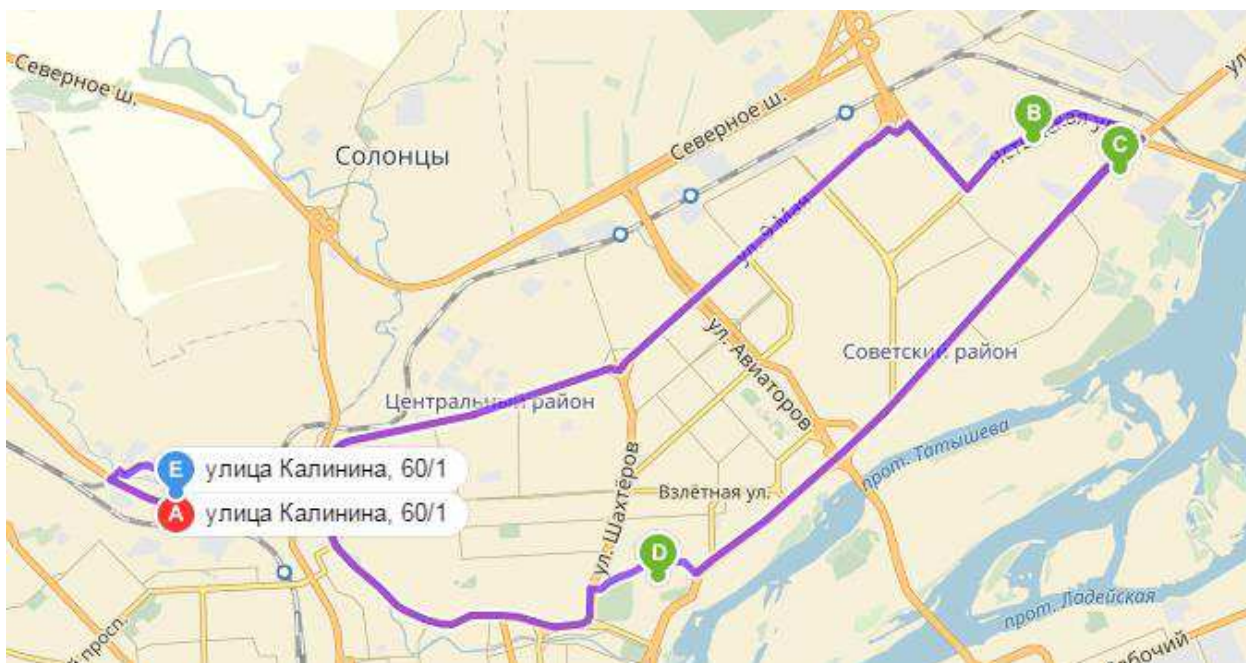 Северное ш.
Солонцы
Северное ш.
B
C
ул. 9 Мая
ул. Авиаторов
Советский район
Центральный район
E
улица Калинина, 60/1
A
улица Калинина, 60/1
ул. Шахтёров
Взлётная ул.
прот. Татышева
D
прот. Ладейская